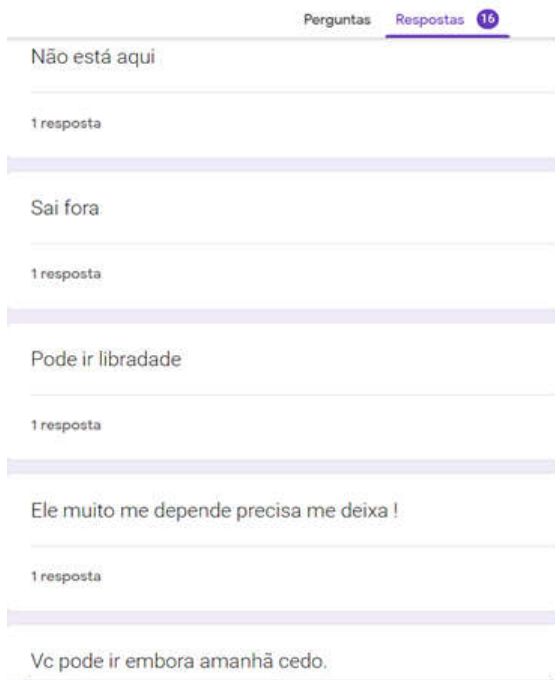 Perguntas Respostas 16
Não está aqui
1 resposta
Sai fora
1 resposta
Pode ir libradade
1 resposta
Ele muito me depende precisa me deixa !
1 resposta
Vc pode ir embora amanhã cedo.